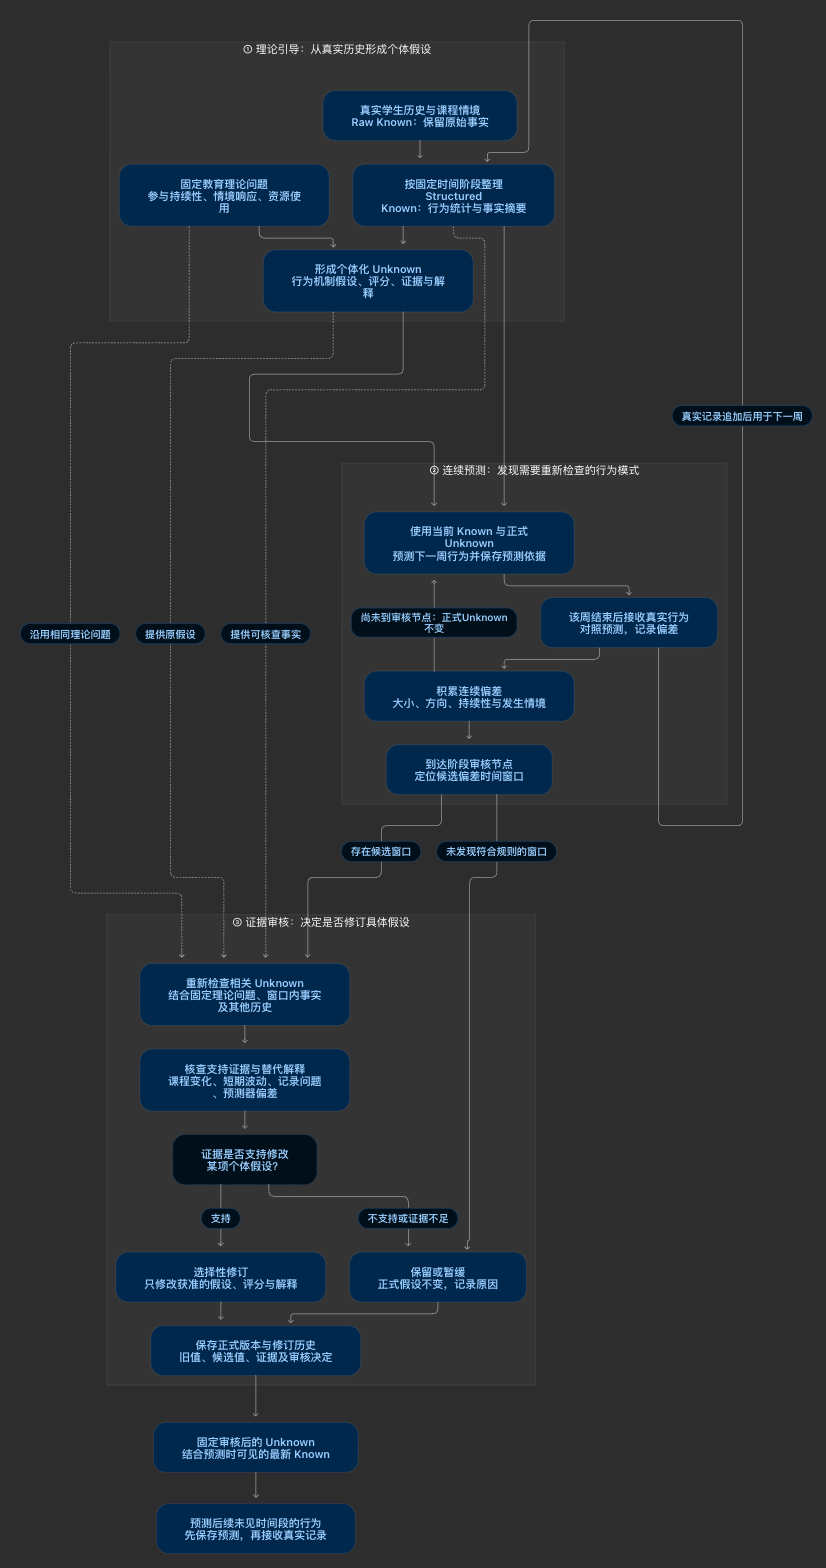 ① 理论引导：从真实历史形成个体假设
真实学生历史与课程情境
Raw Known：保留原始事实
固定教育理论问题
参与持续性、情境响应、资源使
用
按固定时间阶段整理
Structured
Known：行为统计与事实摘要
形成个体化 Unknown
行为机制假设、评分、证据与解
释
真实记录追加后用于下一周
② 连续预测：发现需要重新检查的行为模式
使用当前 Known 与正式
Unknown
预测下一周行为并保存预测依据
尚未到审核节点：正式Unknown
不变
该周结束后接收真实行为
对照预测，记录偏差
沿用相同理论问题
提供原假设
提供可核查事实
积累连续偏差
大小、方向、持续性与发生情境
到达阶段审核节点
定位候选偏差时间窗口
存在候选窗口
未发现符合规则的窗口
③ 证据审核：决定是否修订具体假设
重新检查相关 Unknown
结合固定理论问题、窗口内事实
及其他历史
核查支持证据与替代解释
课程变化、短期波动、记录问题
、预测器偏差
证据是否支持修改
某项个体假设？
支持
不支持或证据不足
选择性修订
只修改获准的假设、评分与解释
保留或暂缓
正式假设不变，记录原因
保存正式版本与修订历史
旧值、候选值、证据及审核决定
固定审核后的 Unknown
结合预测时可见的最新 Known
预测后续未见时间段的行为
先保存预测，再接收真实记录